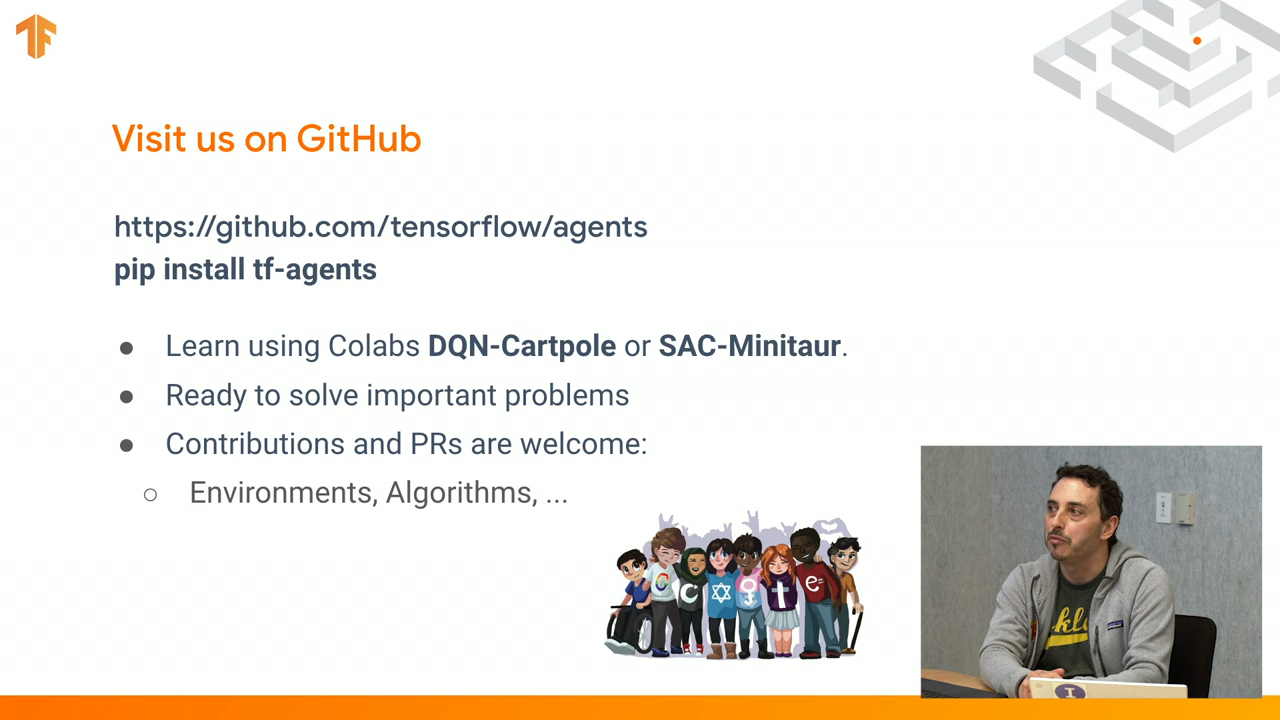 Visit us on GitHub
https://github.com/tensorflow/agents
pip install tf-agents
● Learn using Colabs DQN-Cartpole or SAC-Minitaur.
● Ready to solve important problems
● Contributions and PRs are welcome:
○ Environments, Algorithms, ...